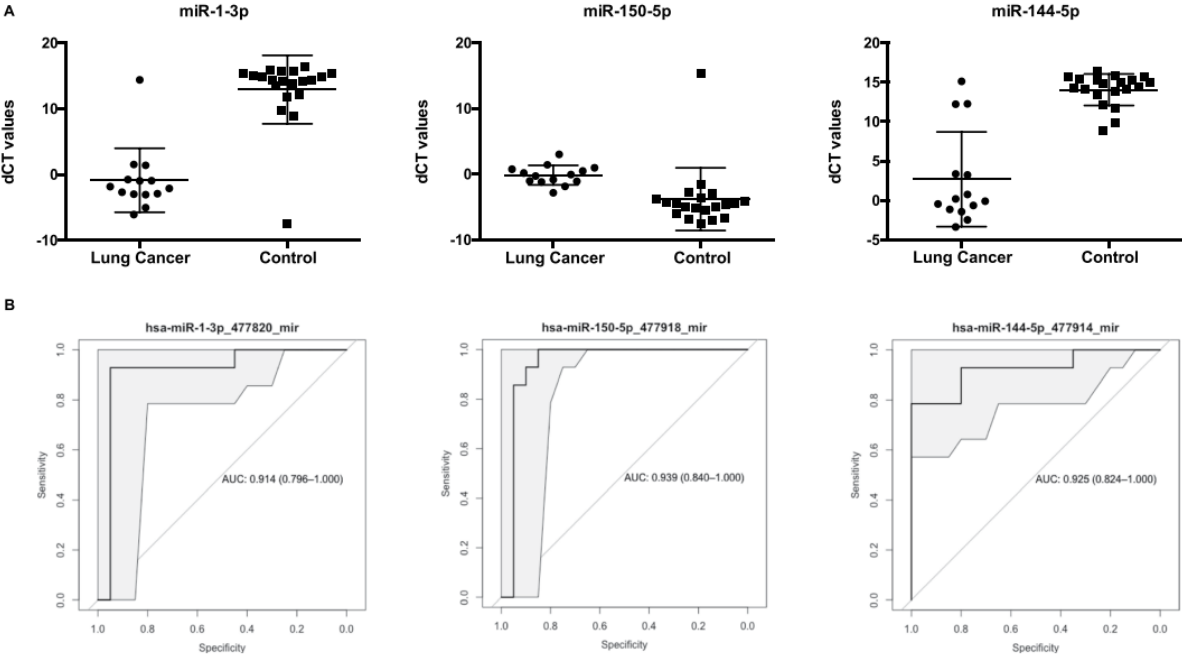 A
miR-1-3p
miR-150-5p
miR-144-5p
dCT values
20
10
0
-10
Lung Cancer
Control
dCT values
20
10
0
-10
Lung Cancer
Control
dCT values
20
15
10
5
0
-5
Lung Cancer
Control
B
hsa-miR-1-3p_477820_mir
Sensitivity
1.0
0.8
0.6
0.4
0.2
0.0
AUC: 0.914 (0.796–1.000)
1.0 0.8 0.6 0.4 0.2 0.0
Specificity
hsa-miR-150-5p_477918_mir
Sensitivity
1.0
0.8
0.6
0.4
0.2
0.0
AUC: 0.939 (0.840–1.000)
1.0 0.8 0.6 0.4 0.2 0.0
Specificity
hsa-miR-144-5p_477914_mir
Sensitivity
1.0
0.8
0.6
0.4
0.2
0.0
AUC: 0.925 (0.824–1.000)
1.0 0.8 0.6 0.4 0.2 0.0
Specificity